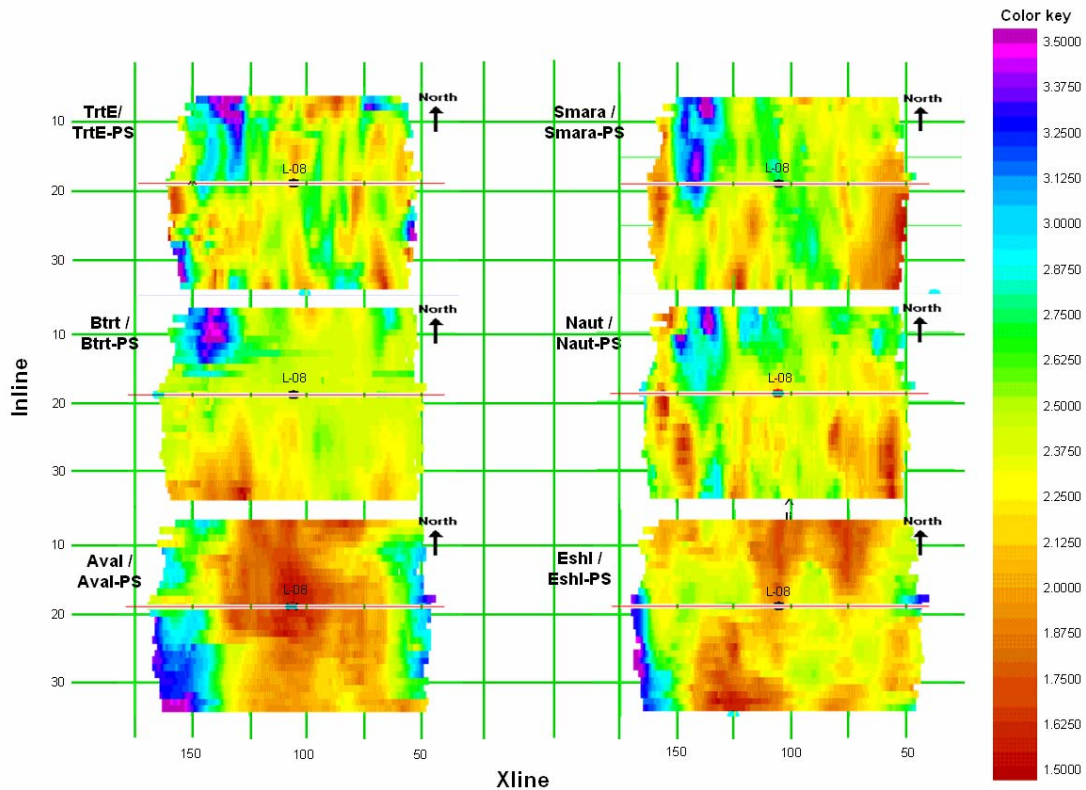 Color key
3.5000
3.3750
3.2500
3.1250
3.0000
2.8750
2.7500
2.6250
2.5000
2.3750
2.2500
2.1250
2.0000
1.8750
1.7500
1.6250
1.5000
TrtE/
TrtE-PS
North
L-08
Smara /
Smara-PS
North
L-08
10
20
30
Btrt /
Btrt-PS
North
L-08
Naut /
Naut-PS
North
L-08
10
20
30
Aval /
Aval-PS
North
L-08
Eshl /
Eshl-PS
North
L-08
10
20
30
Inline
150
100
50
150
100
50
Xline